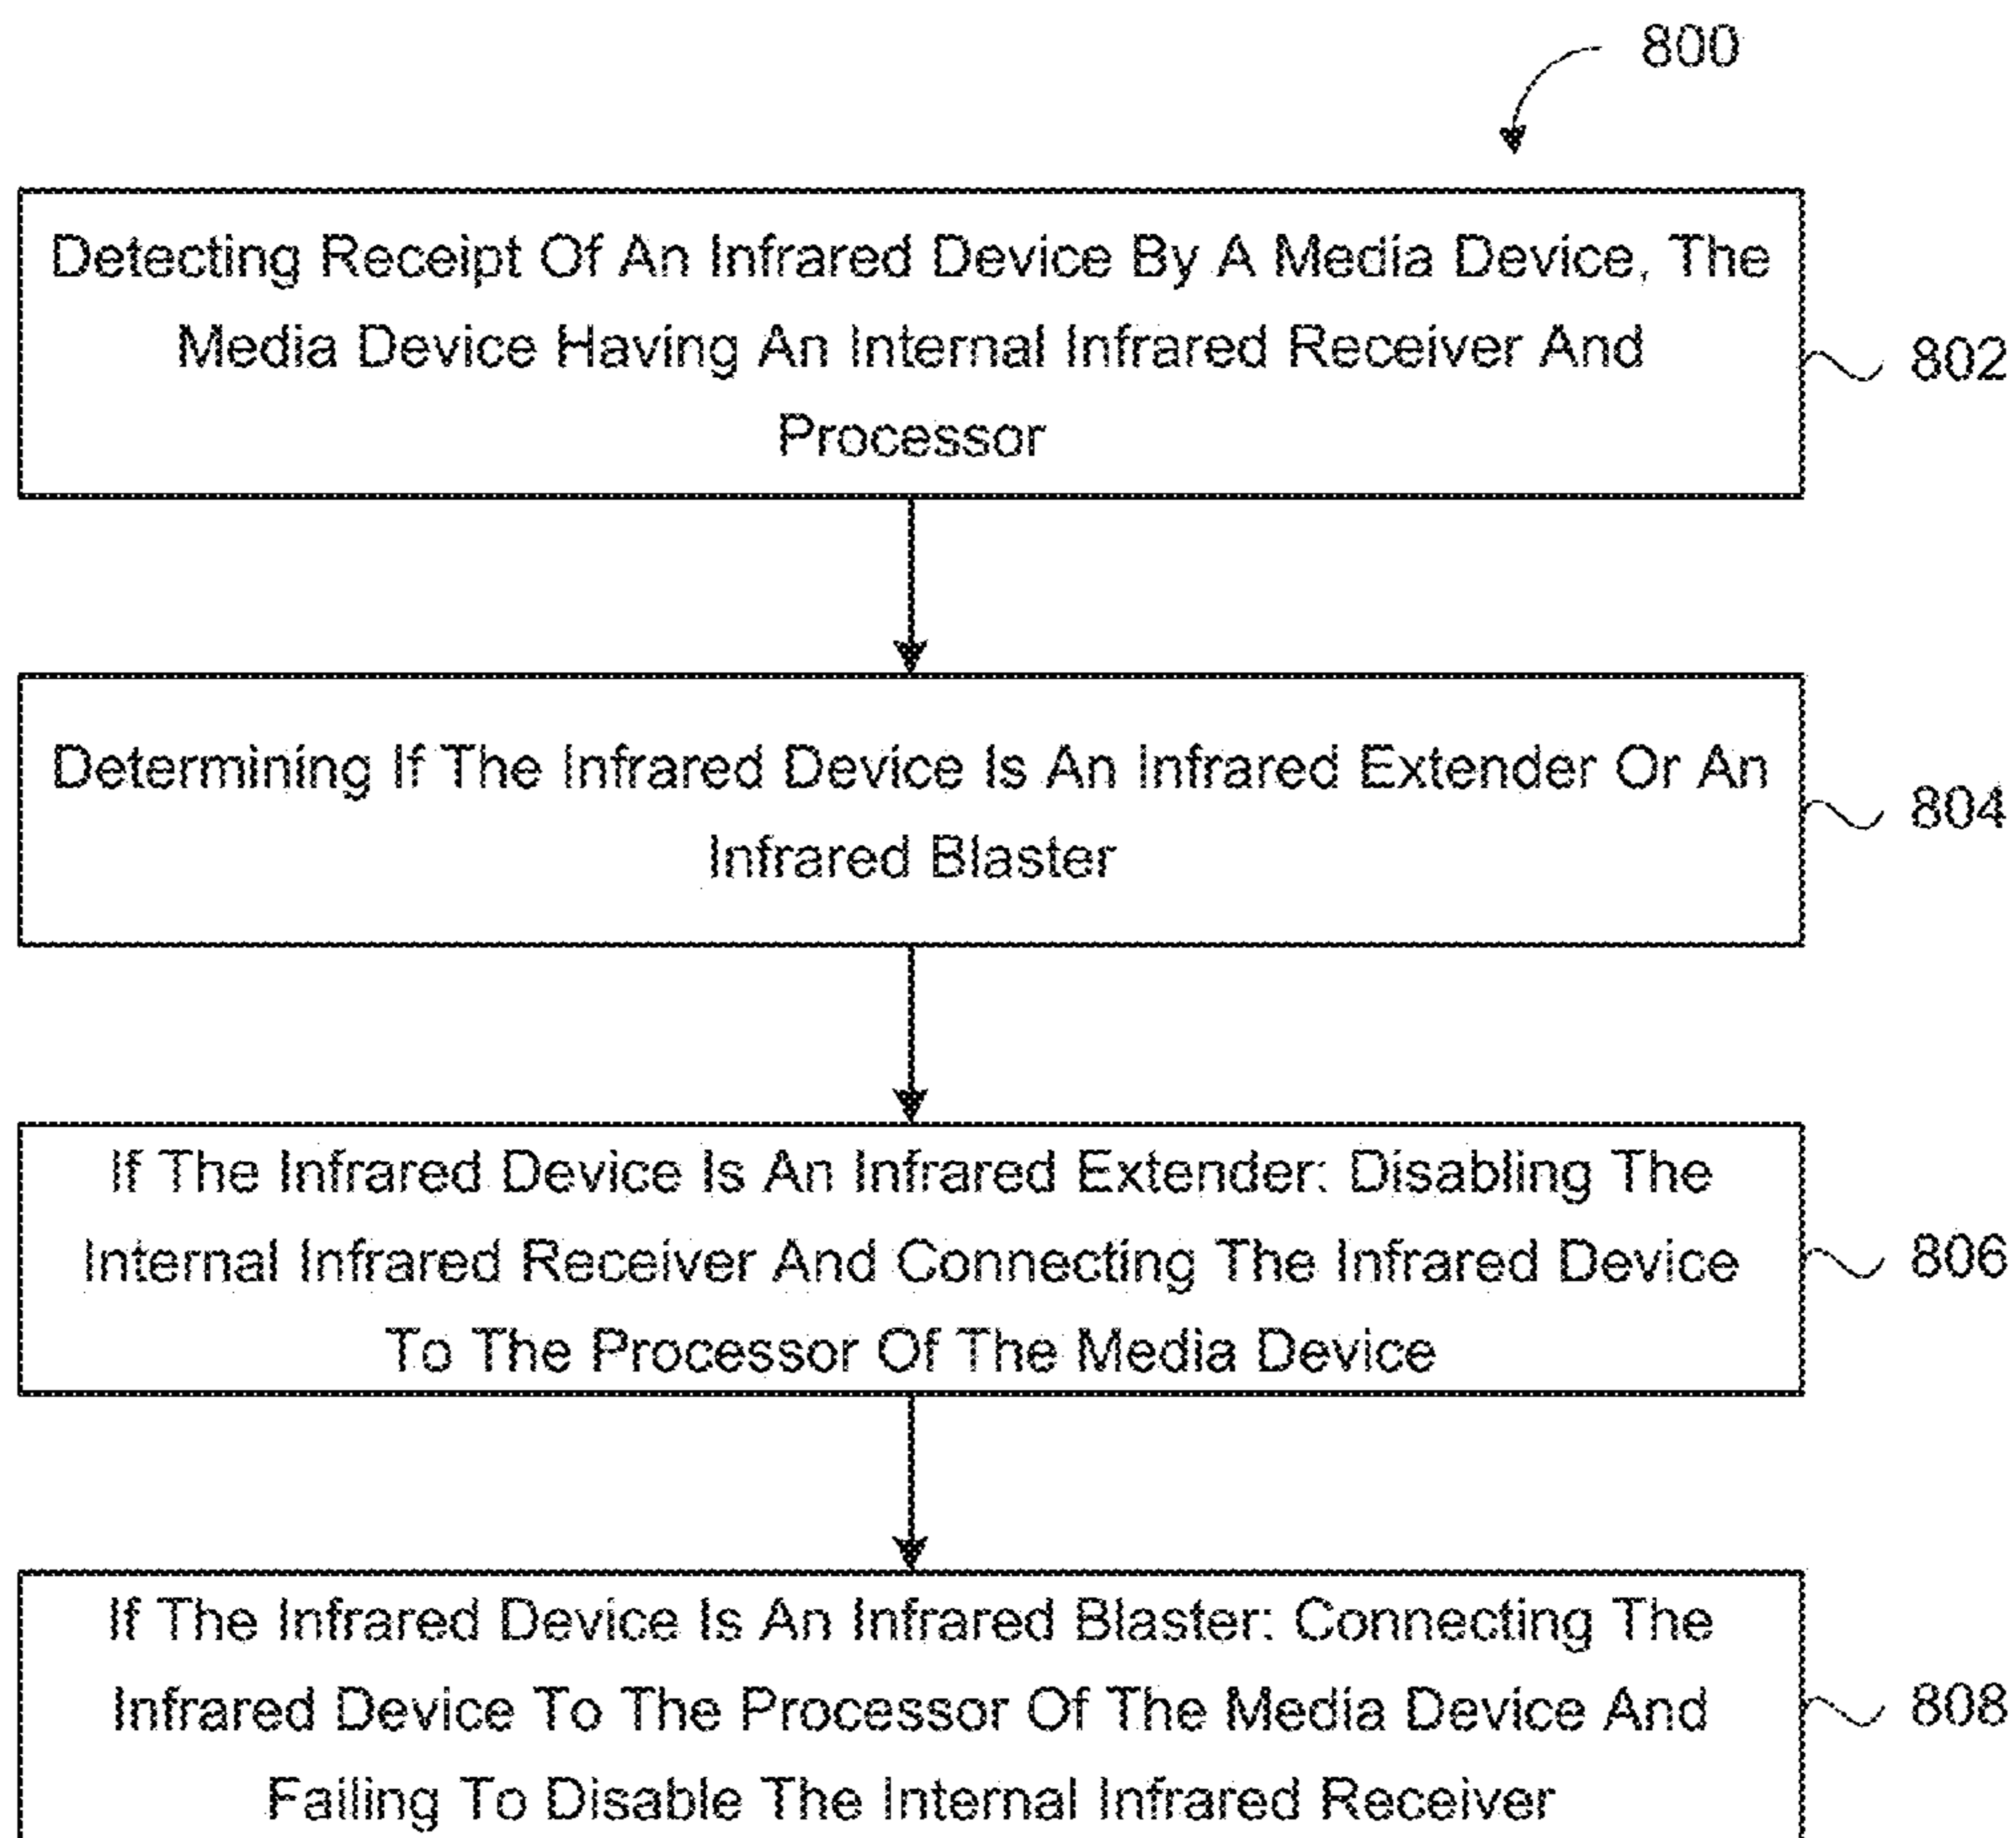 800
Detecting Receipt Of An Infrared Device By A Media Device, The
Media Device Having An Internal Infrared Receiver And
Processor
802
Determining If The Infrared Device Is An Infrared Extender Or An
Infrared Blaster
804
If The Infrared Device Is An Infrared Extender: Disabling The
Internal Infrared Receiver And Connecting The Infrared Device
To The Processor Of The Media Device
806
If The Infrared Device Is An Infrared Blaster: Connecting The
Infrared Device To The Processor Of The Media Device And
Failing To Disable The Internal Infrared Receiver
808